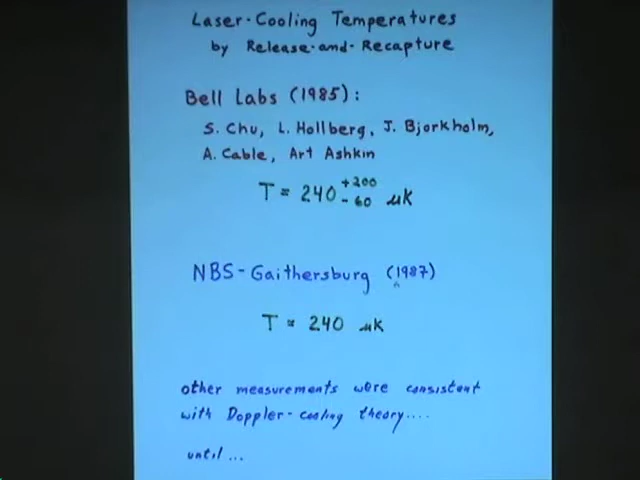 Laser-Cooling Temperatures
by Release-and-Recapture
Bell Labs (1985):
S. Chu, L. Hollberg, J. Bjorkholm,
A. Cable, Art Ashkin
T = 240 +200 -60 μK
NBS-Gaithersburg (1987)
T = 240 μK
other measurements were consistent
with Doppler-cooling theory....
until...